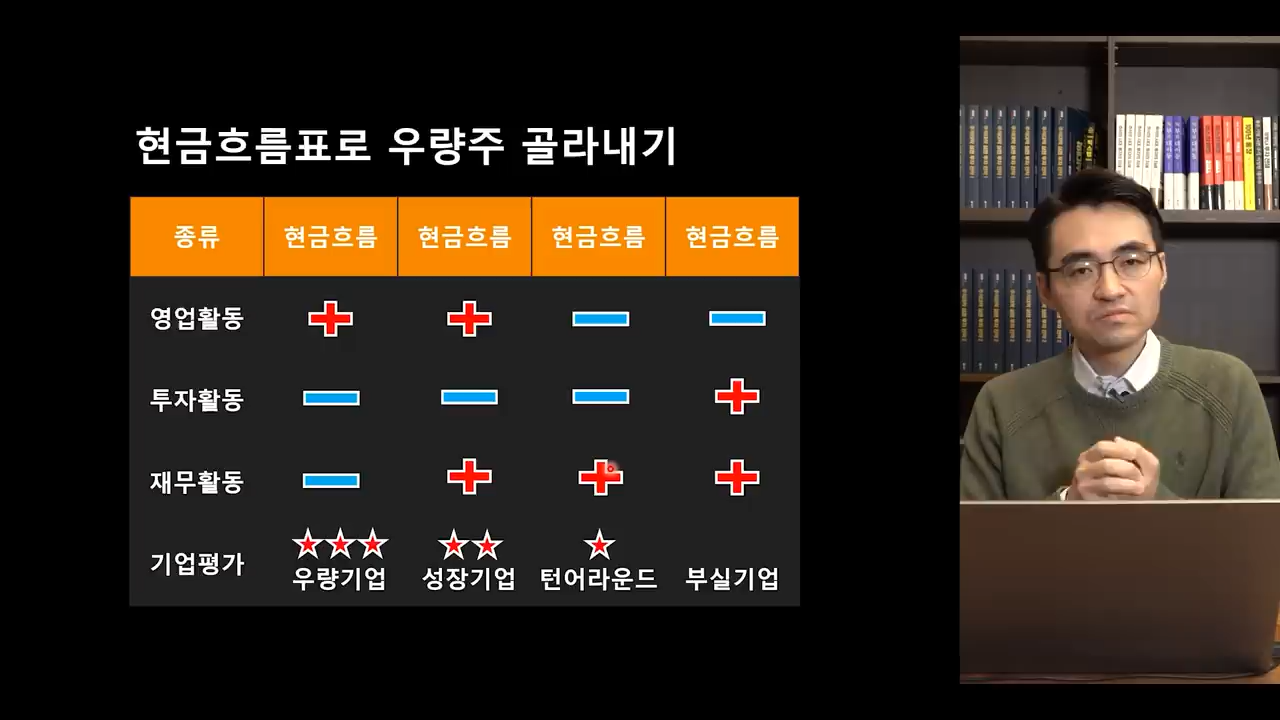 현금흐름표로 우량주 골라내기
종류 현금흐름 현금흐름 현금흐름 현금흐름
영업활동
투자활동
재무활동
기업평가 우량기업 성장기업 턴어라운드 부실기업